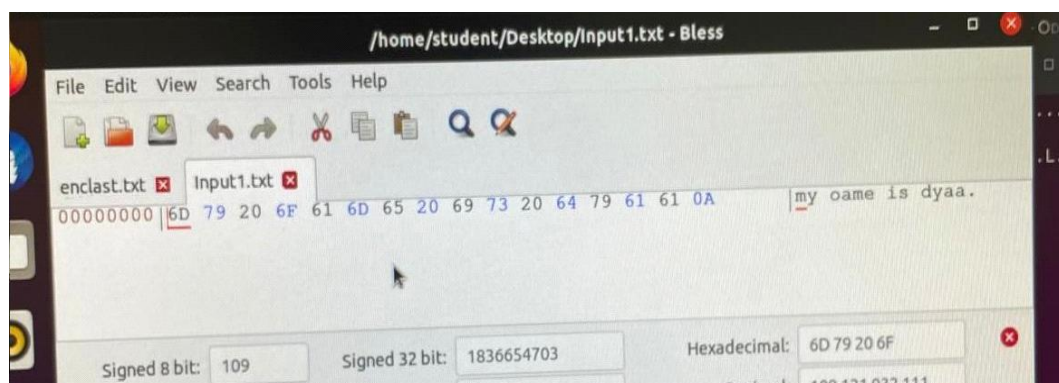 /home/student/Desktop/Input1.txt - Bless
File Edit View Search Tools Help
enclast.txt Input1.txt
00000000 6D 79 20 6F 61 6D 65 20 69 73 20 64 79 61 61 0A my oame is dyaa.
Signed 8 bit: 109 Signed 32 bit: 1836654703 Hexadecimal: 6D 79 20 6F